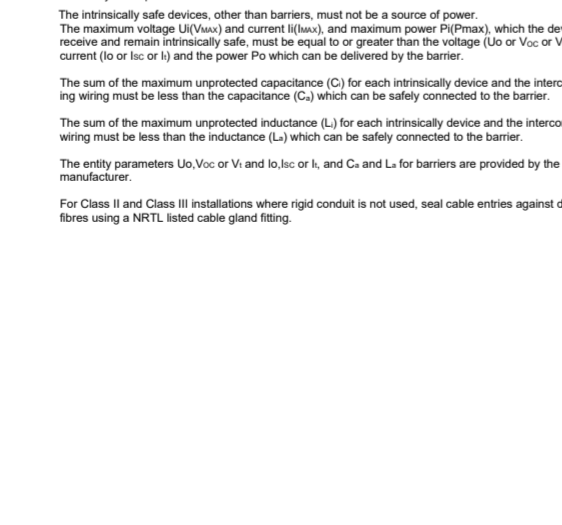 The intrinsically safe devices, other than barriers, must not be a source of power.
The maximum voltage Ui(VMAX) and current Ii(IMAX), and maximum power Pi(Pmax), which the
receive and remain intrinsically safe, must be equal to or greater than the voltage (Uo or VOC or V
current (Io or ISC or It) and the power Po which can be delivered by the barrier.
The sum of the maximum unprotected capacitance (Ci) for each intrinsically device and the interc
ing wiring must be less than the capacitance (Ca) which can be safely connected to the barrier.
The sum of the maximum unprotected inductance (Li) for each intrinsically device and the interco
wiring must be less than the inductance (La) which can be safely connected to the barrier.
The entity parameters Uo,VOC or Vt and Io,ISC or It, and Ca and La for barriers are provided by the
manufacturer.
For Class II and Class III installations where rigid conduit is not used, seal cable entries against
fibres using a NRTL listed cable gland fitting.